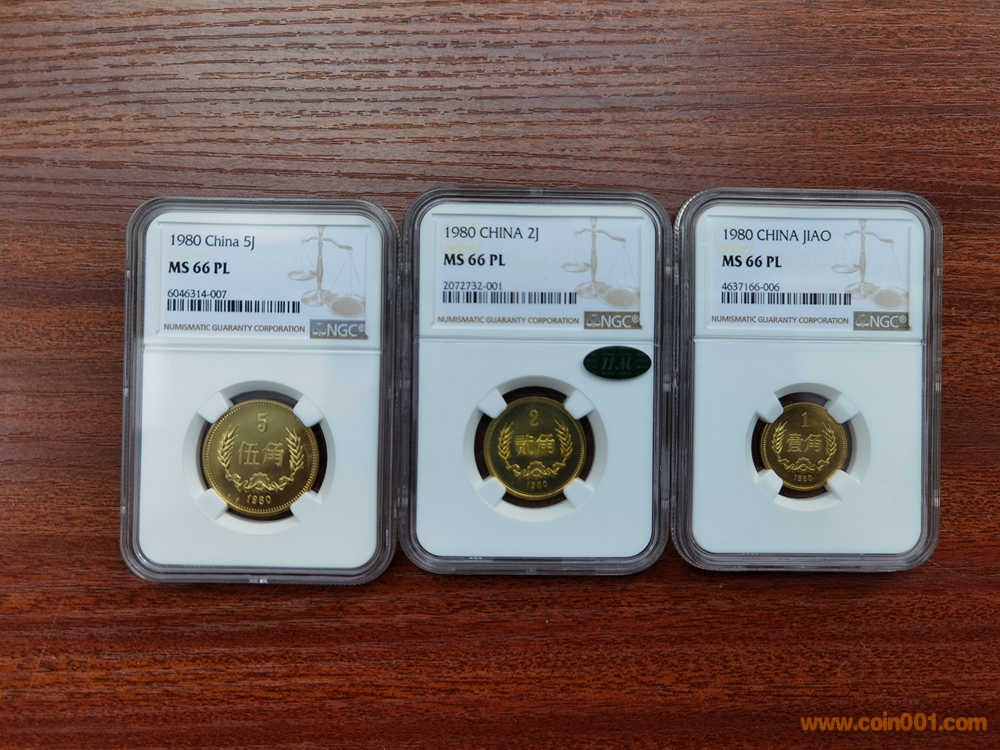 1980 China 5J
MS 66 PL
6046314-007
NUMISMATIC GUARANTY CORPORATION
NGC®
5
伍角
1980
1980 CHINA 2J
MS 66 PL
2072732-001
NUMISMATIC GUARANTY CORPORATION
NGC®
2
贰角
1980
1980 CHINA JIAO
MS 66 PL
4637166-006
NUMISMATIC GUARANTY CORPORATION
NGC®
1
壹角
1980
www.coin001.com